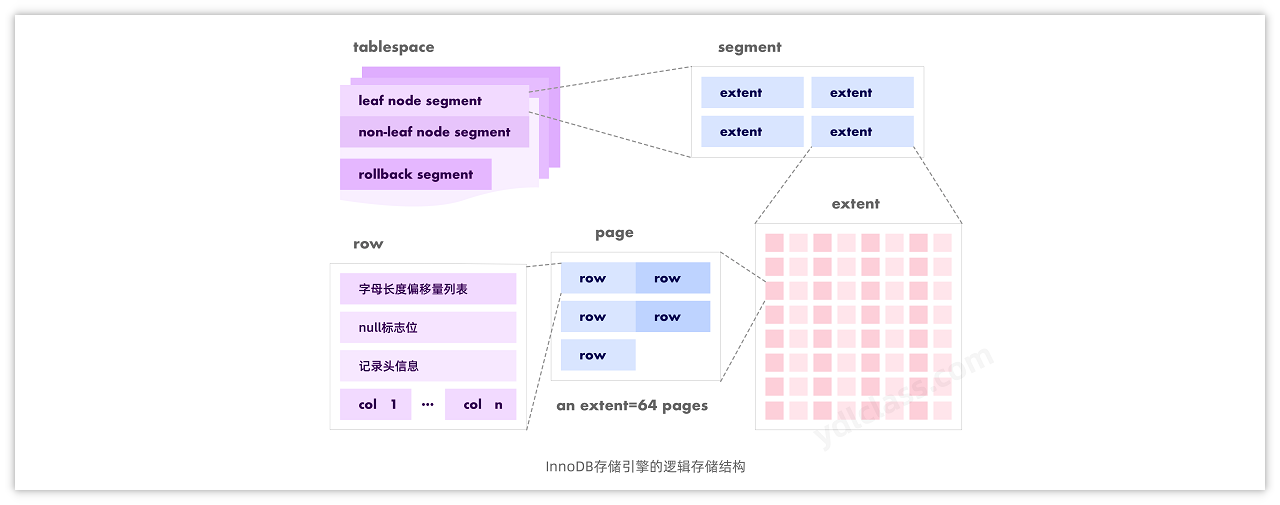 tablespace
leaf node segment
non-leaf node segment
rollback segment
segment
extent extent
extent extent
extent
page
row row
row row
row
an extent=64 pages
row
字母长度偏移量列表
null标志位
记录头信息
col 1 ··· col n
ydlclass.com
InnoDB存储引擎的逻辑存储结构